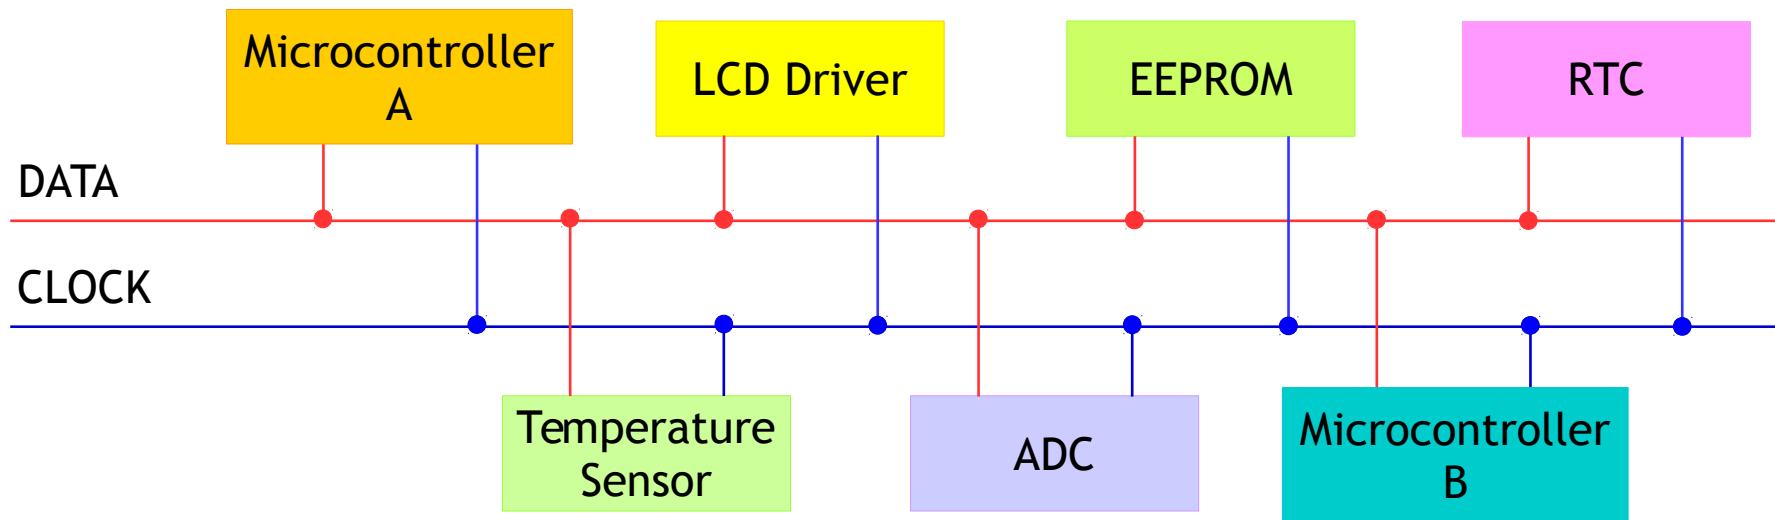 Microcontroller
A
LCD Driver
EEPROM
RTC
DATA
CLOCK
Temperature
Sensor
ADC
Microcontroller
B